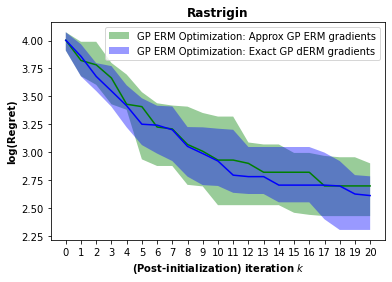 Rastrigin
GP ERM Optimization: Approx GP ERM gradients
GP ERM Optimization: Exact GP dERM gradients
log(Regret)
4.00
3.75
3.50
3.25
3.00
2.75
2.50
2.25
0 1 2 3 4 5 6 7 8 9 10 11 12 13 14 15 16 17 18 19 20
(Post-initialization) iteration k